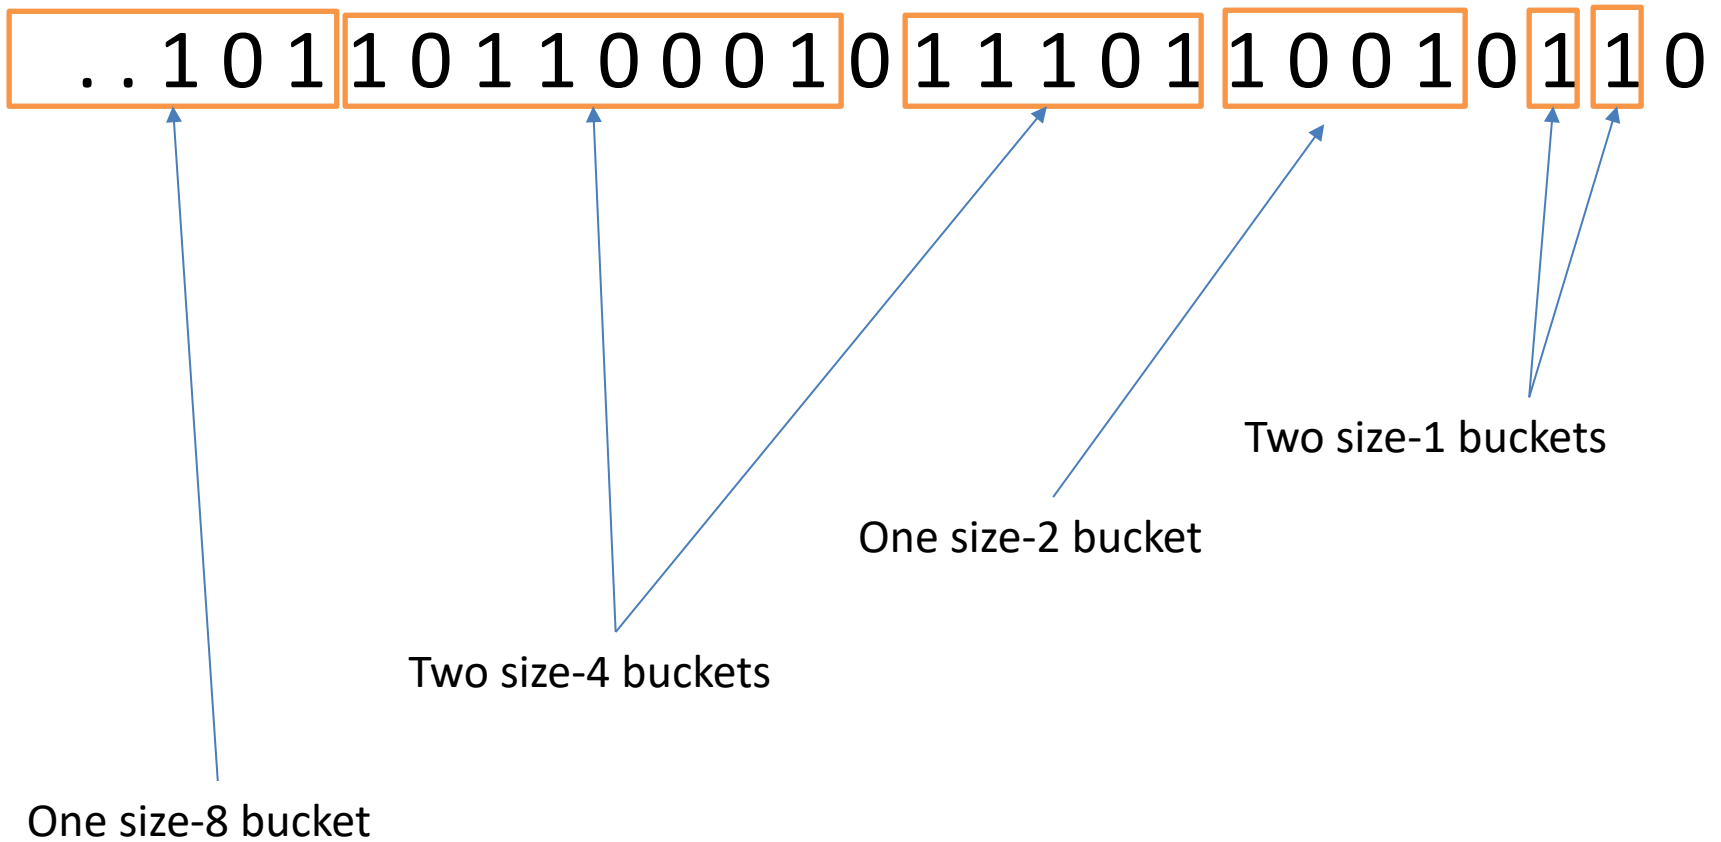 . . 1 0 1 1 0 1 1 0 0 0 1 0 1 1 1 0 1 1 0 0 1 0 1 1 0
Two size-1 buckets
One size-2 bucket
Two size-4 buckets
One size-8 bucket